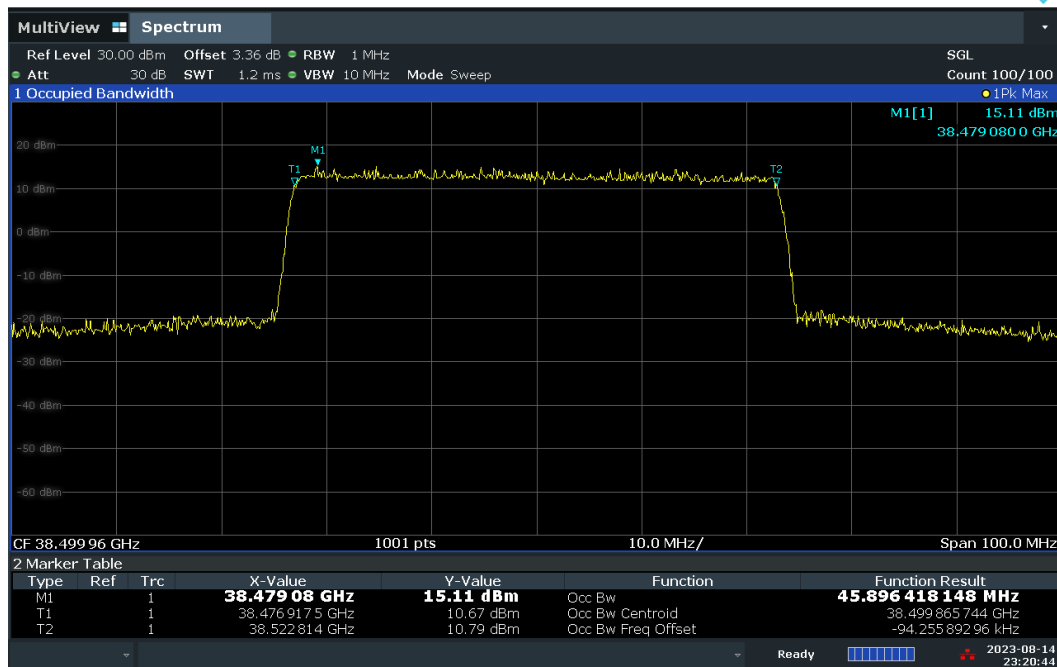 MultiView Spectrum
Ref Level 30.00 dBm Offset 3.36 dB RBW 1 MHz SGL
Att 30 dB SWT 1.2 ms VBW 10 MHz Mode Sweep Count 100/100
1 Occupied Bandwidth 1Pk Max
M1[1] 15.11 dBm
38.479 080 0 GHz
20 dBm
M1
T1 T2
10 dBm
0 dBm
-10 dBm
-20 dBm
-30 dBm
-40 dBm
-50 dBm
-60 dBm
CF 38.499 96 GHz 1001 pts 10.0 MHz/ Span 100.0 MHz
2 Marker Table
Type Ref Trc X-Value Y-Value Function Function Result
M1 1 38.479 08 GHz 15.11 dBm Occ Bw 45.896 418 148 MHz
T1 1 38.476 917 5 GHz 10.67 dBm Occ Bw Centroid 38.499 865 744 GHz
T2 1 38.522 814 GHz 10.79 dBm Occ Bw Freq Offset -94.255 892 96 kHz
Ready 2023-08-14
23:20:44